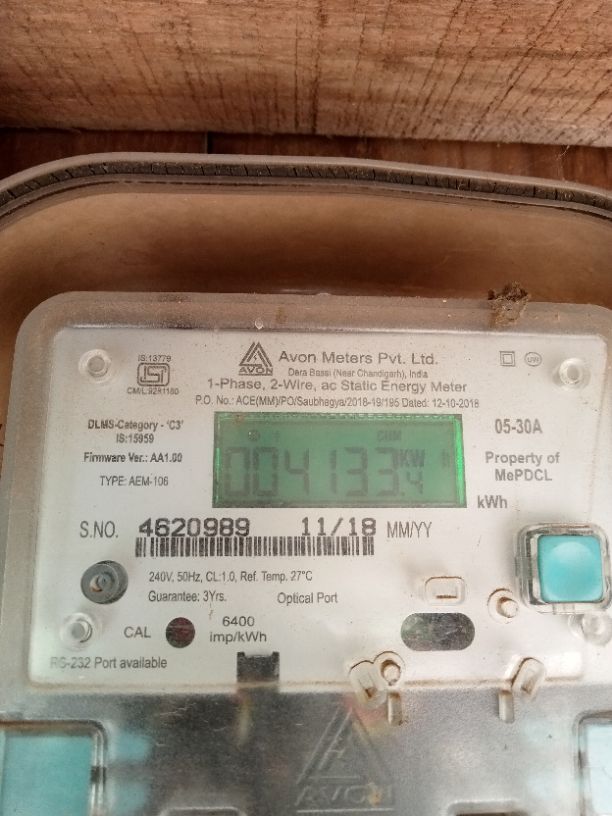 IS:13779
CM/L:9281180
AVON
Avon Meters Pvt. Ltd.
Dera Bassi (Near Chandigarh), India
1-Phase, 2-Wire, ac Static Energy Meter
P.O. No.: ACE(MM)/PO/Saubhagya/2018-19/195 Dated: 12-10-2018
DLMS-Category - 'C3'
IS:15959
Firmware Ver.: AA1.00
TYPE: AEM-106
CUM
004133.4 KW H
05-30A
Property of
MePDCL
kWh
S.NO. 4620989 11/18 MM/YY
240V, 50Hz, CL:1.0, Ref. Temp. 27°C
Guarantee: 3Yrs. Optical Port
CAL
6400
imp/kWh
RS-232 Port available
AVON